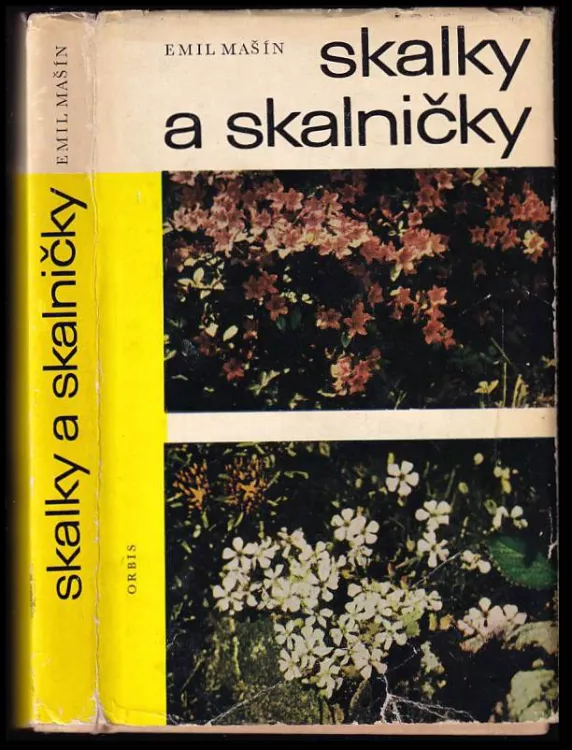 EMIL MAŠÍN
skalky a skalničky
EMIL MAŠÍN
skalky
a skalničky
ORBIS